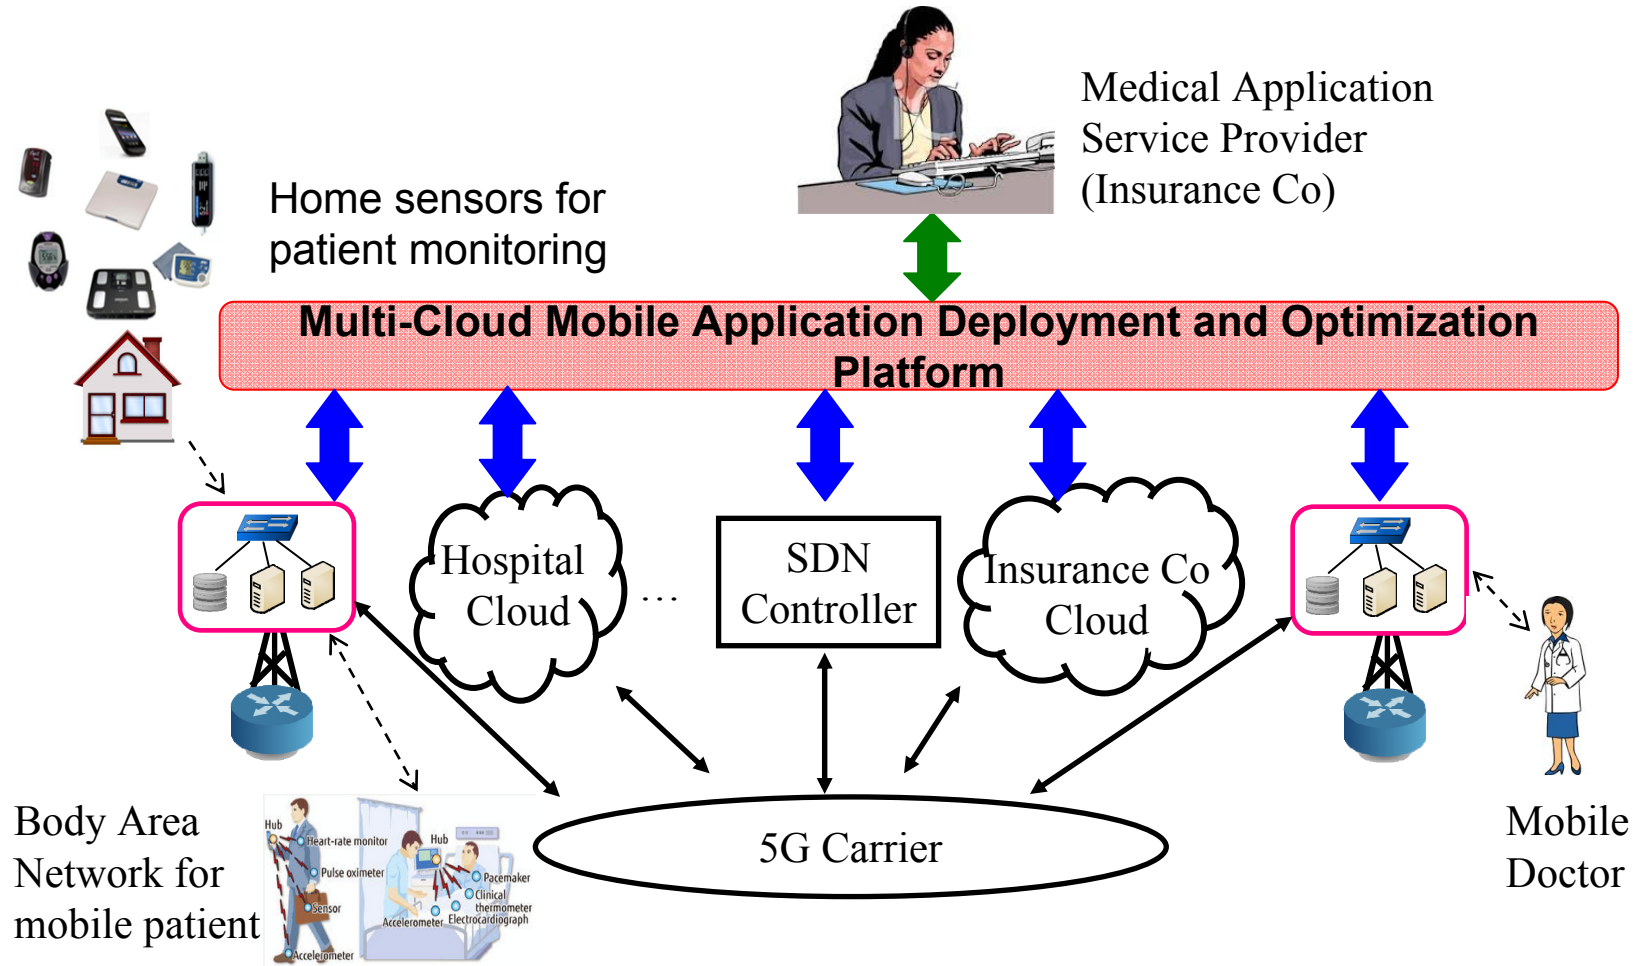 Medical Application
Service Provider
(Insurance Co)
Home sensors for
patient monitoring
Multi-Cloud Mobile Application Deployment and Optimization
Platform
Hospital
Cloud
...
SDN
Controller
Insurance Co
Cloud
5G Carrier
Body Area
Network for
mobile patient
Hub
Heart-rate monitor
Pulse oximeter
Sensor
Accelerometer
Hub
Pacemaker
Clinical
thermometer
Accelerometer
Electrocardiograph
Mobile
Doctor